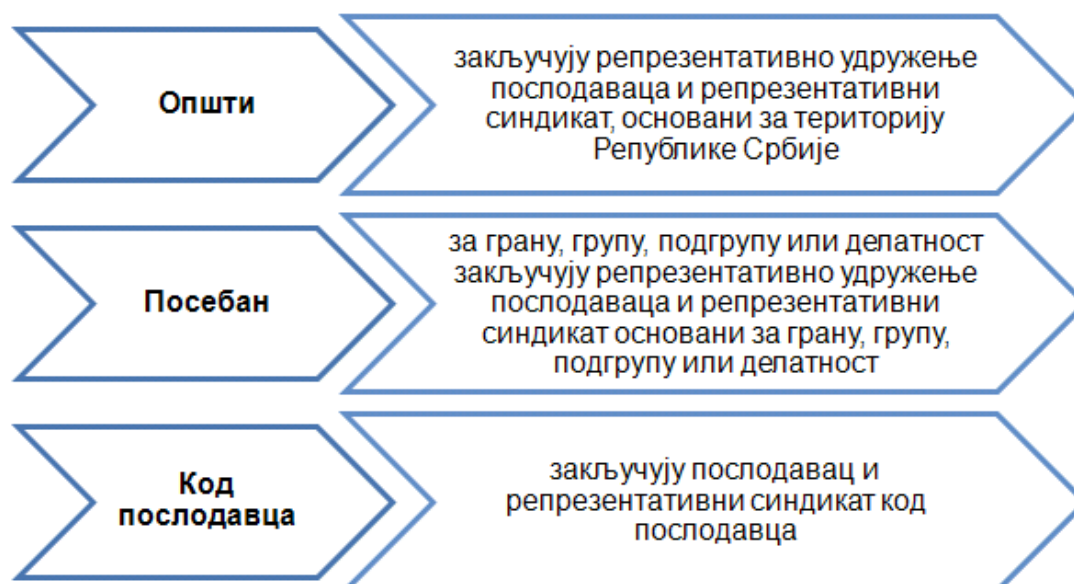 Општи
закључују репрезентативно удружење
послодаваца и репрезентативни
синдикат, основани за територију
Републике Србије
Посебан
за грану, групу, подгрупу или делатност
закључују репрезентативно удружење
послодаваца и репрезентативни
синдикат основани за грану, групу,
подгрупу или делатност
Код
послодавца
закључују послодавац и
репрезентативни синдикат код
послодавца